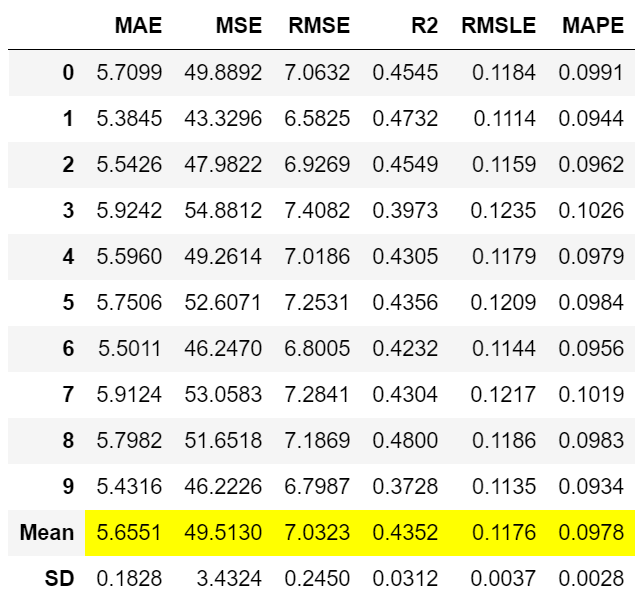 MAE MSE RMSE R2 RMSLE MAPE
0 5.7099 49.8892 7.0632 0.4545 0.1184 0.0991
1 5.3845 43.3296 6.5825 0.4732 0.1114 0.0944
2 5.5426 47.9822 6.9269 0.4549 0.1159 0.0962
3 5.9242 54.8812 7.4082 0.3973 0.1235 0.1026
4 5.5960 49.2614 7.0186 0.4305 0.1179 0.0979
5 5.7506 52.6071 7.2531 0.4356 0.1209 0.0984
6 5.5011 46.2470 6.8005 0.4232 0.1144 0.0956
7 5.9124 53.0583 7.2841 0.4304 0.1217 0.1019
8 5.7982 51.6518 7.1869 0.4800 0.1186 0.0983
9 5.4316 46.2226 6.7987 0.3728 0.1135 0.0934
Mean 5.6551 49.5130 7.0323 0.4352 0.1176 0.0978
SD 0.1828 3.4324 0.2450 0.0312 0.0037 0.0028